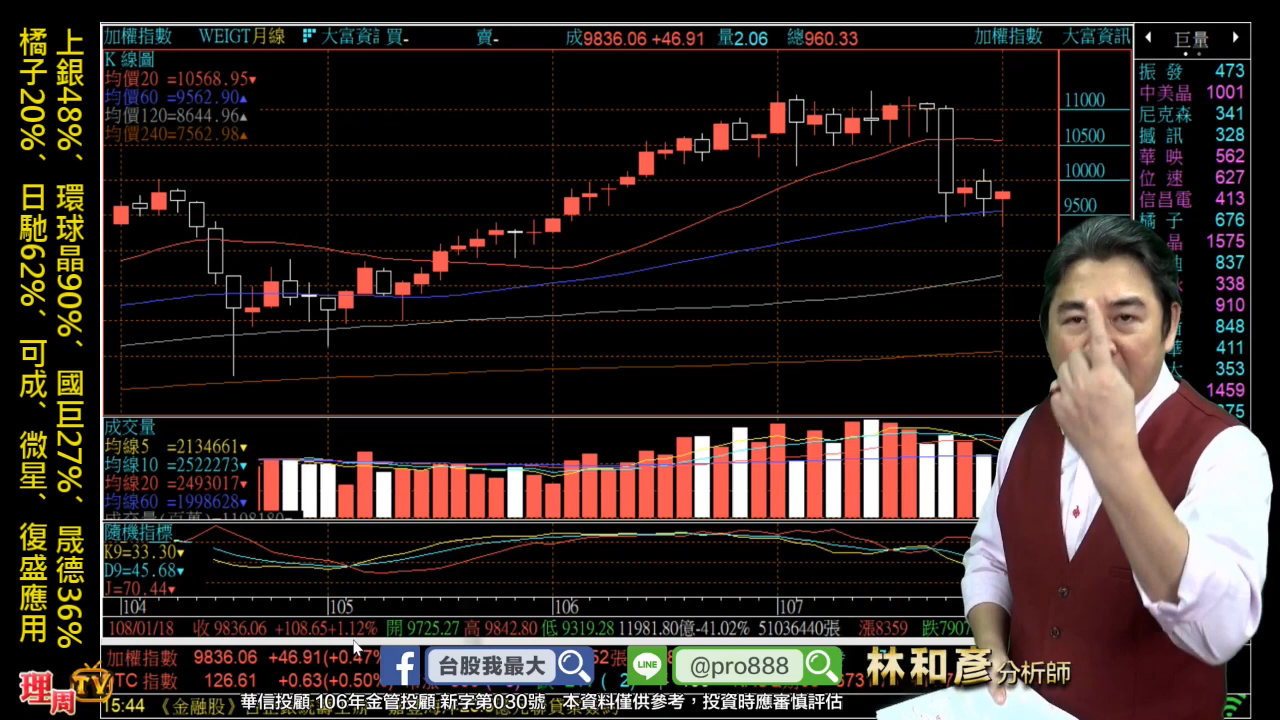 上銀48%、環球晶90%、國巨27%、晟德36%
橘子20%、日馳62%、可成、微星、復盛應用
加權指數 WEIGT月線 大富資訊 買- 賣- 成9836.06 +46.91 量2.06 總960.33 加權指數 大富資訊
K 線圖
均價20 =10568.95▼
均價60 =9562.90▲
均價120=8644.96▲
均價240=7562.98▲
11000
10500
10000
9500
成交量
均線5 =2134661▼
均線10 =2522273▼
均線20 =2493017▼
均線60 =1998628▼
隨機指標
K9=33.30▼
D9=45.68▼
J=70.44▼
104 105 106 107
108/01/18 收 9836.06 +108.65+1.12% 開 9725.27 高 9842.80 低 9319.28 11981.80億-41.02% 51036440張 漲8359 跌7907
加權指數 9836.06 +46.91(+0.47%
OTC 指數 126.61 +0.63(+0.50%
15:44 《金融股》
巨量
振發 473
中美晶 1001
尼克森 341
撼訊 328
華映 562
位速 627
信昌電 413
橘子 676
晶 1575
837
338
910
848
411
353
1459
台股我最大
LINE
@pro888
林和彥分析師
理周TV
華信投顧 106年金管投顧 新字第030號 。本資料僅供參考，投資時應審慎評估